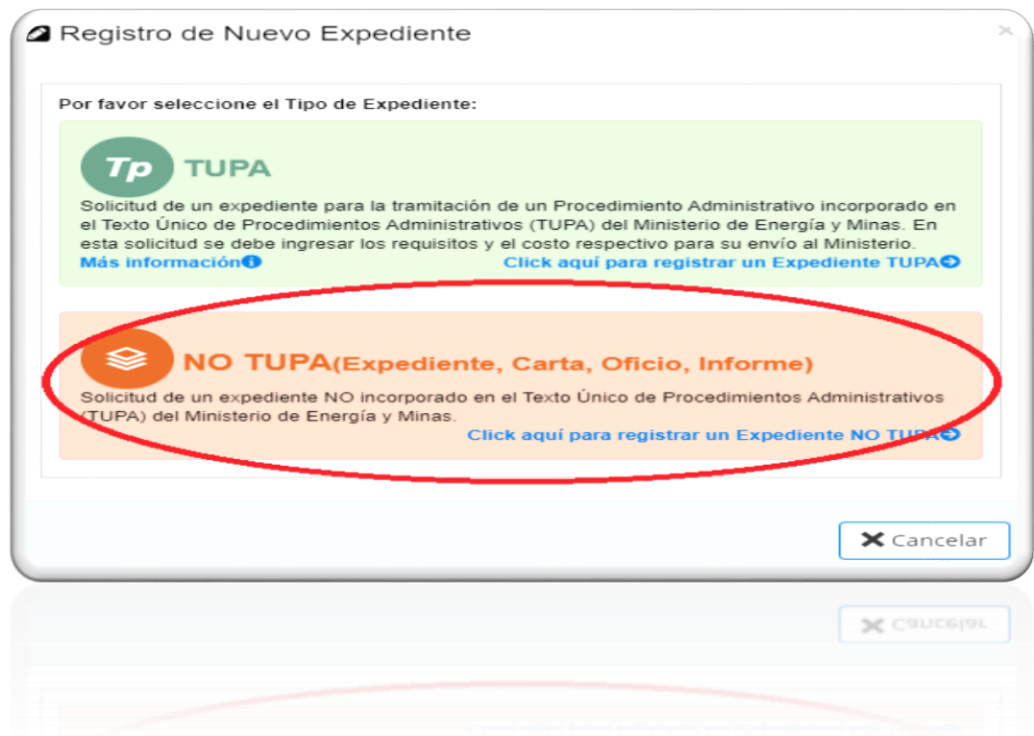 Registro de Nuevo Expediente
Por favor seleccione el Tipo de Expediente:
Tp TUPA
Solicitud de un expediente para la tramitación de un Procedimiento Administrativo incorporado en
el Texto Único de Procedimientos Administrativos (TUPA) del Ministerio de Energía y Minas. En
esta solicitud se debe ingresar los requisitos y el costo respectivo para su envío al Ministerio.
Más información Click aquí para registrar un Expediente TUPA
NO TUPA(Expediente, Carta, Oficio, Informe)
Solicitud de un expediente NO incorporado en el Texto Único de Procedimientos Administrativos
(TUPA) del Ministerio de Energía y Minas.
Click aquí para registrar un Expediente NO TUPA
Cancelar
Cancelar